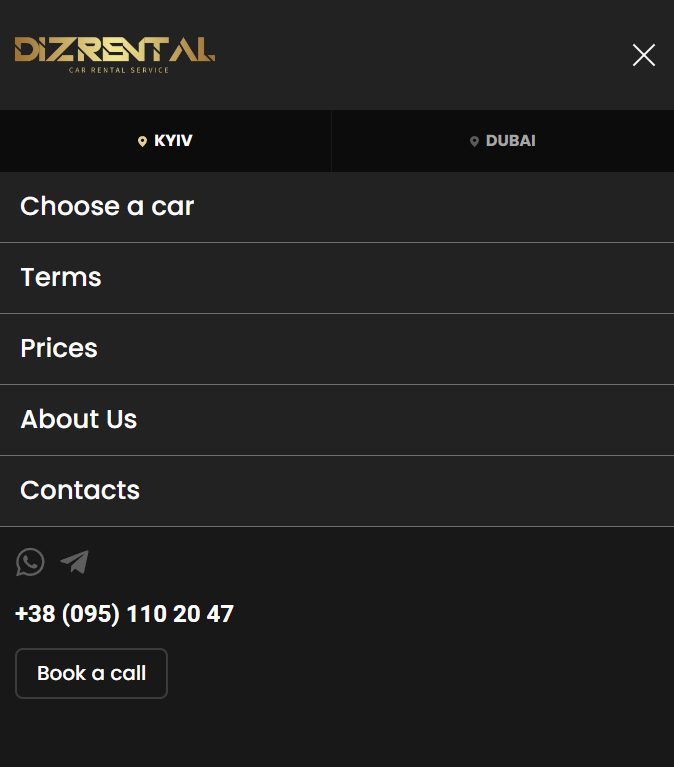 DIZRENTAL
CAR RENTAL SERVICE
KYIV
DUBAI
Choose a car
Terms
Prices
About Us
Contacts
+38 (095) 110 20 47
Book a call